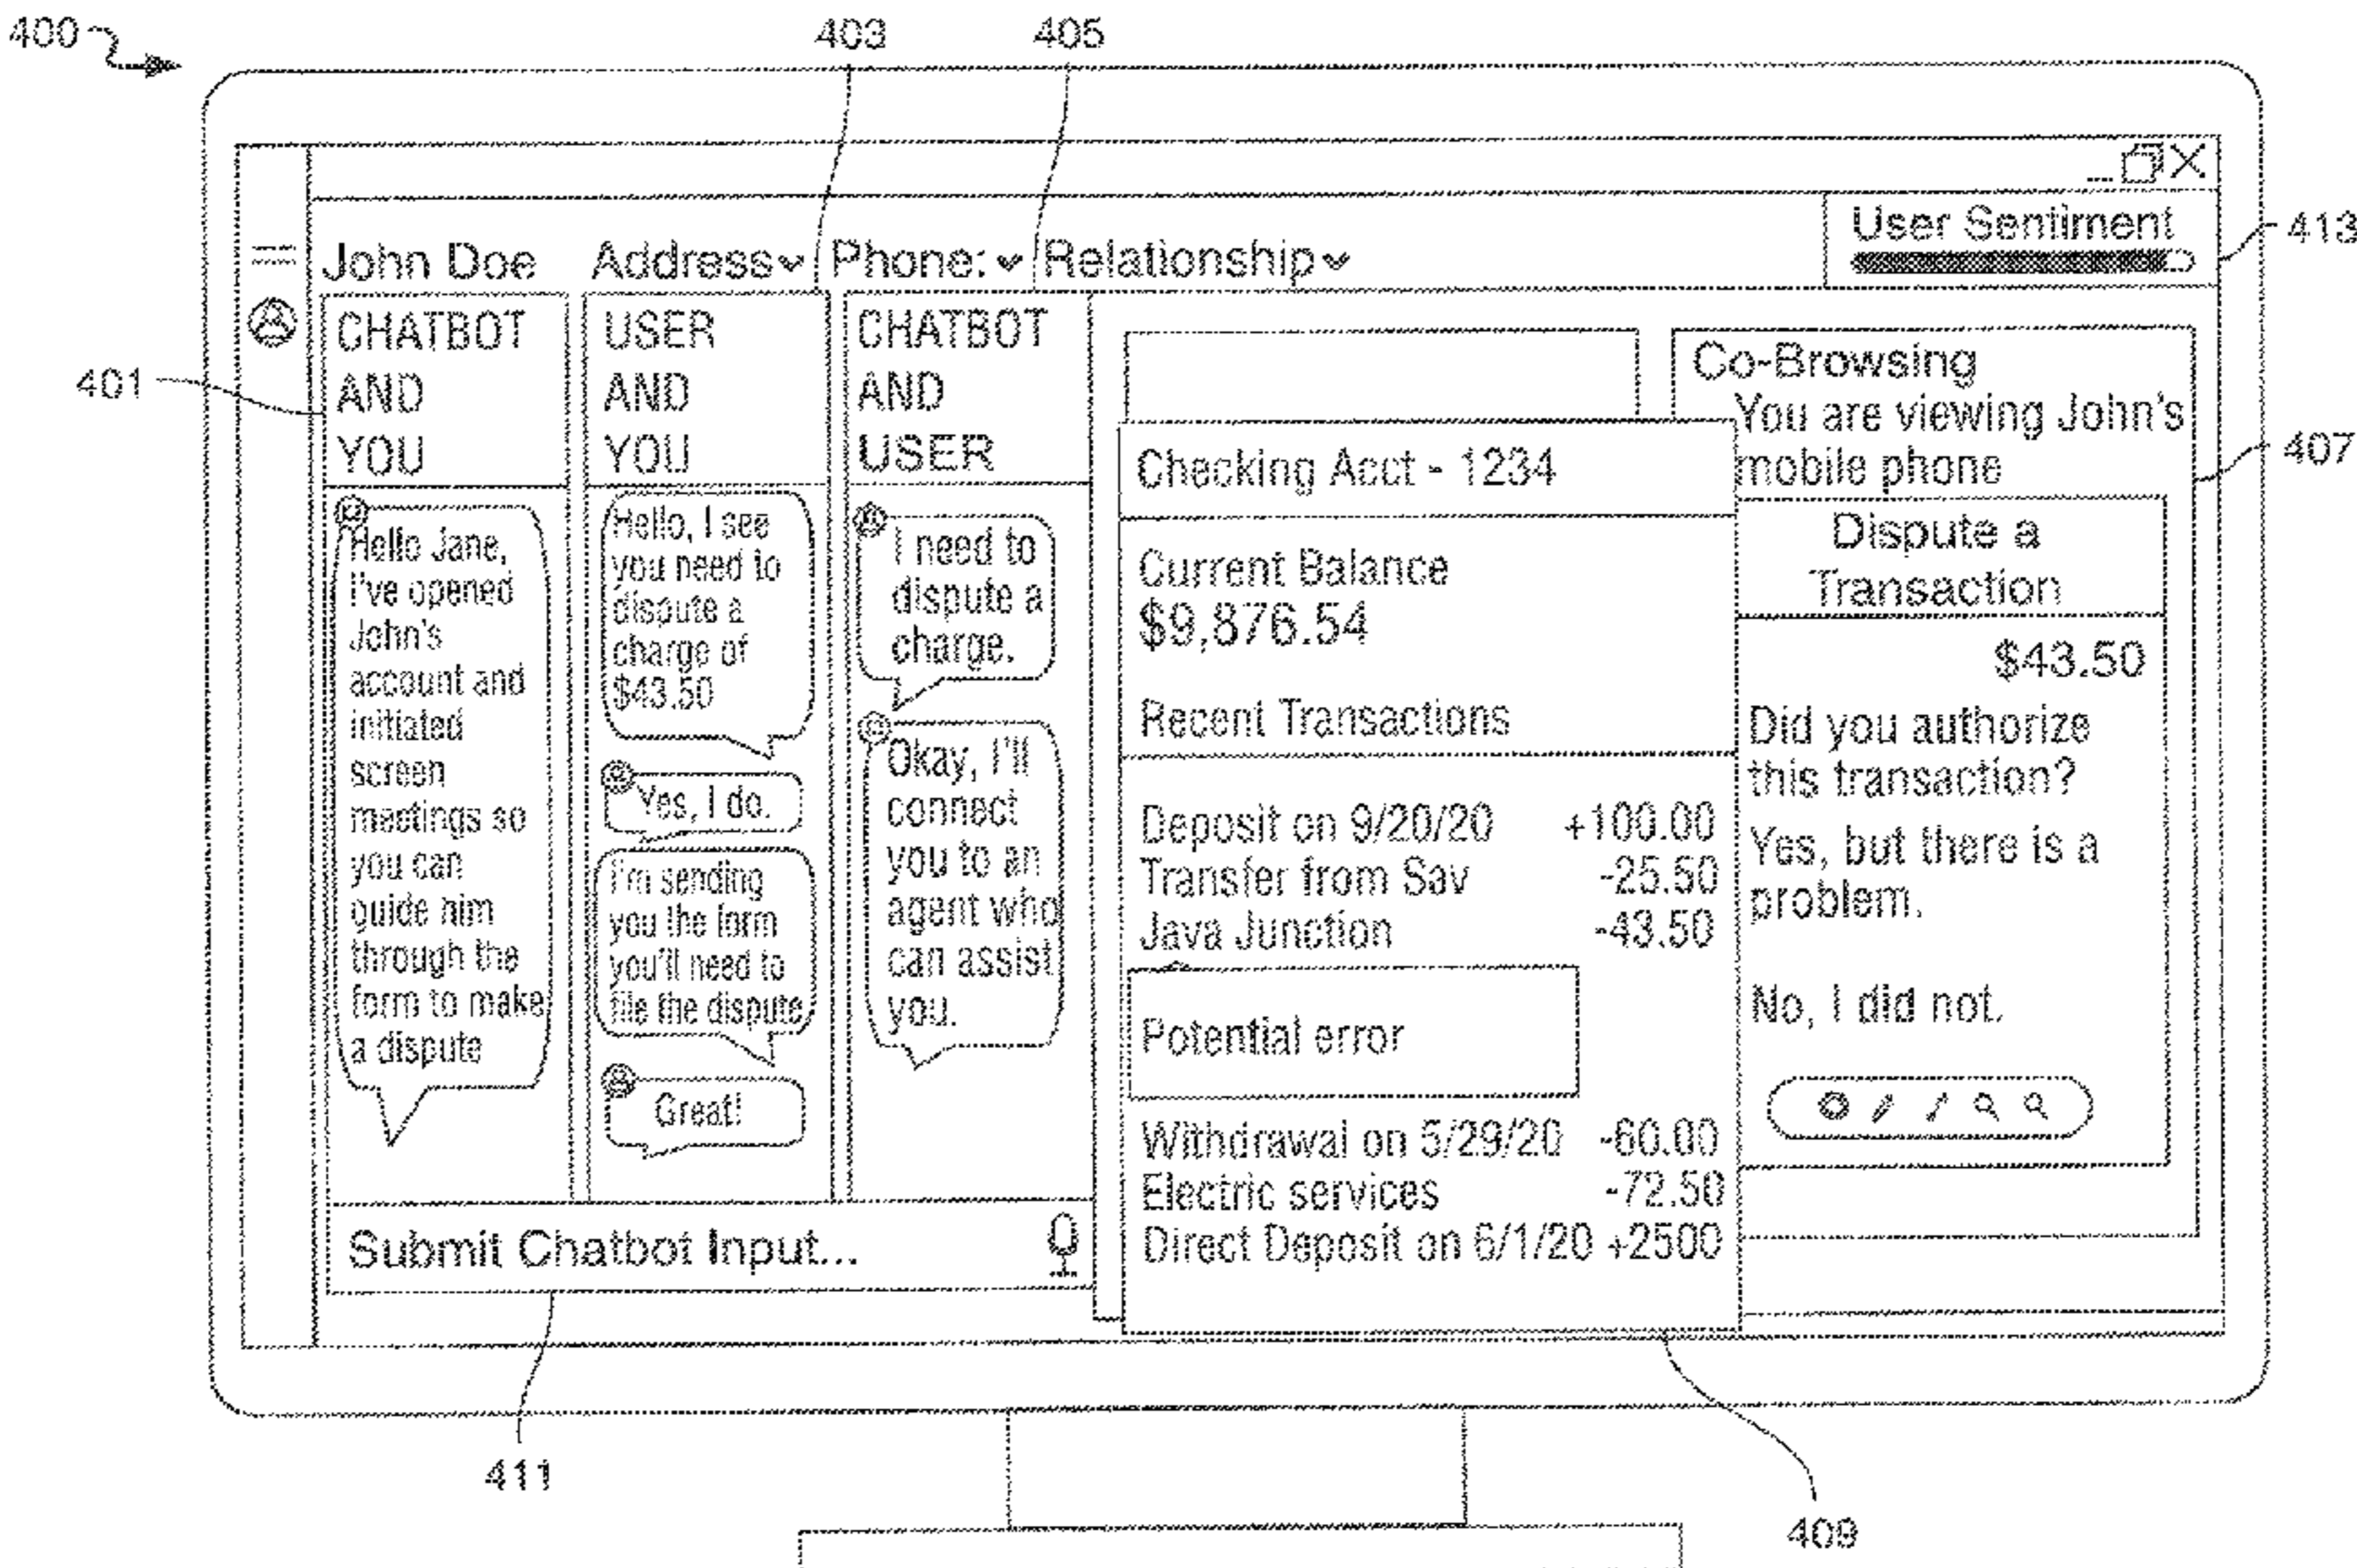 400
403
405
User Sentiment
413
John Doe
Address
Phone:
Relationship
401
CHATBOT
AND
YOU
Hello Jane,
I've opened
John's
account and
initiated
screen
meetings so
you can
guide him
through the
form to make
a dispute
USER
AND
YOU
Hello, I see
you need to
dispute a
charge of
$43.50
Yes, I do.
I'm sending
you the form
you'll need to
file the dispute
Great!
CHATBOT
AND
USER
I need to
dispute a
charge.
Okay, I'll
connect
you to an
agent who
can assist
you.
Submit Chatbot Input...
411
Checking Acct - 1234
Current Balance
$9,876.54
Recent Transactions
Deposit on 9/20/20 +100.00
Transfer from Sav -25.50
Java Junction -43.50
Potential error
Withdrawal on 5/29/20 -60.00
Electric services -72.50
Direct Deposit on 6/1/20 +2500
409
Co-Browsing
You are viewing John's
mobile phone
407
Dispute a
Transaction
$43.50
Did you authorize
this transaction?
Yes, but there is a
problem.
No, I did not.